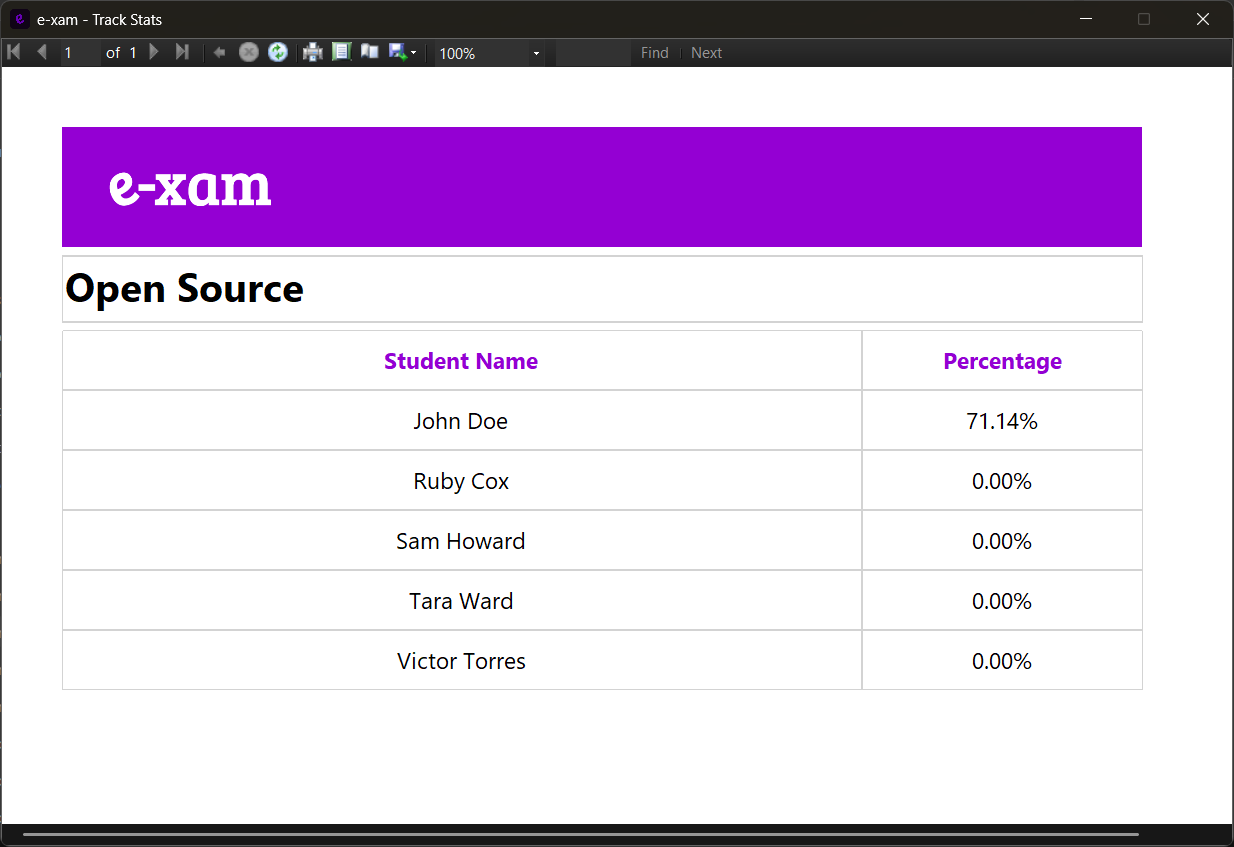 e-xam - Track Stats
1 of 1 100% Find Next
e-xam
Open Source
Student Name Percentage
John Doe 71.14%
Ruby Cox 0.00%
Sam Howard 0.00%
Tara Ward 0.00%
Victor Torres 0.00%